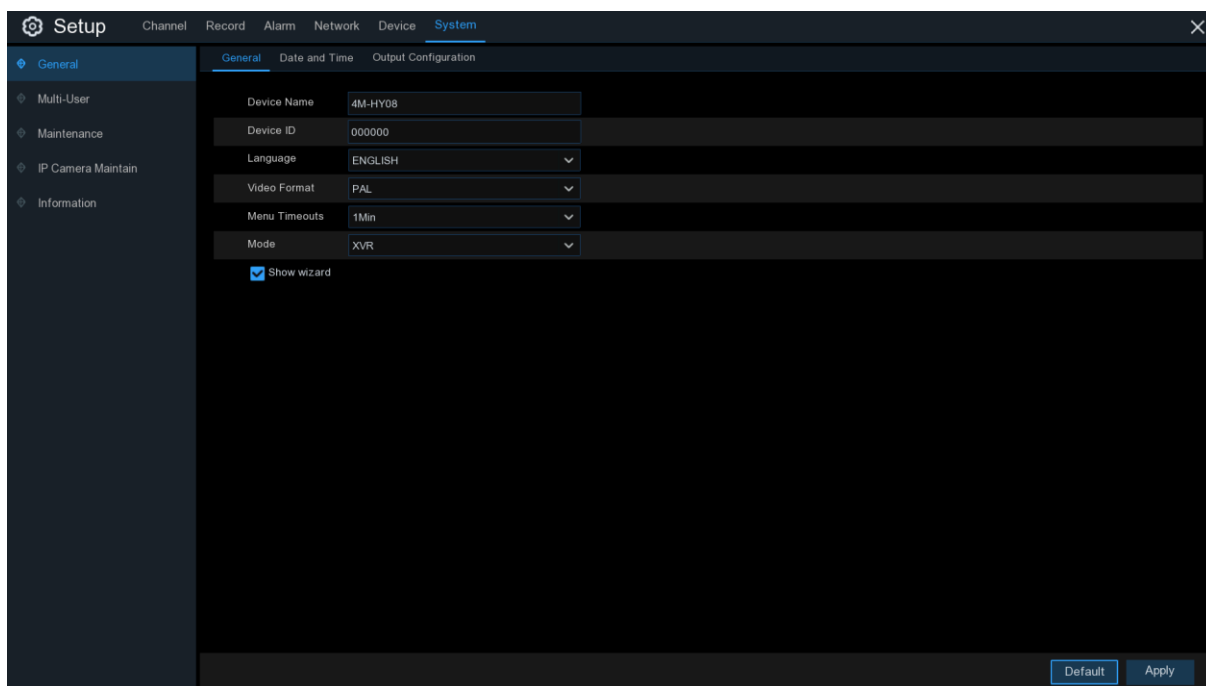 Setup Channel Record Alarm Network Device System
General
Multi-User
Maintenance
IP Camera Maintain
Information
General Date and Time Output Configuration
Device Name 4M-HY08
Device ID 000000
Language ENGLISH
Video Format PAL
Menu Timeouts 1Min
Mode XVR
Show wizard
Default Apply